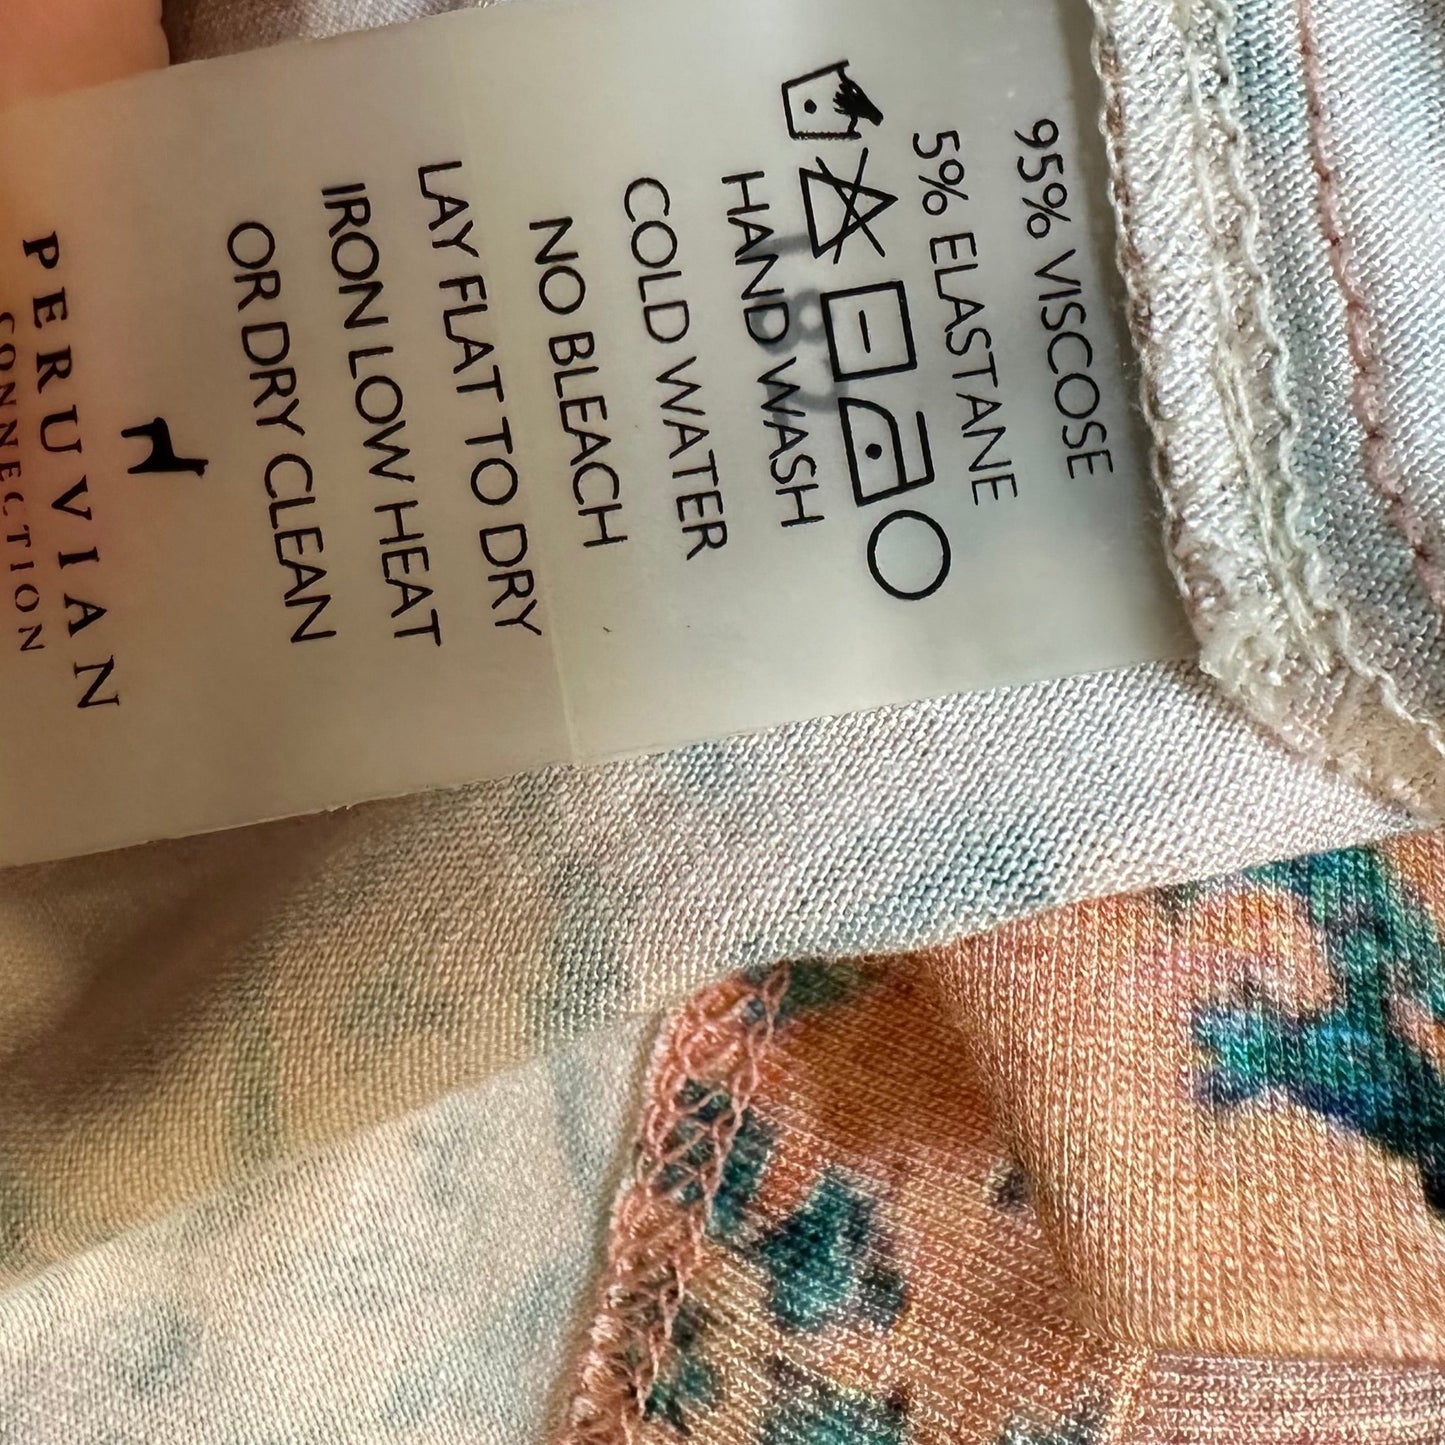 95% VISCOSE
5% ELASTANE
HAND WASH
COLD WATER
NO BLEACH
LAY FLAT TO DRY
IRON LOW HEAT
OR DRY CLEAN
PERUVIAN
CONNECTION